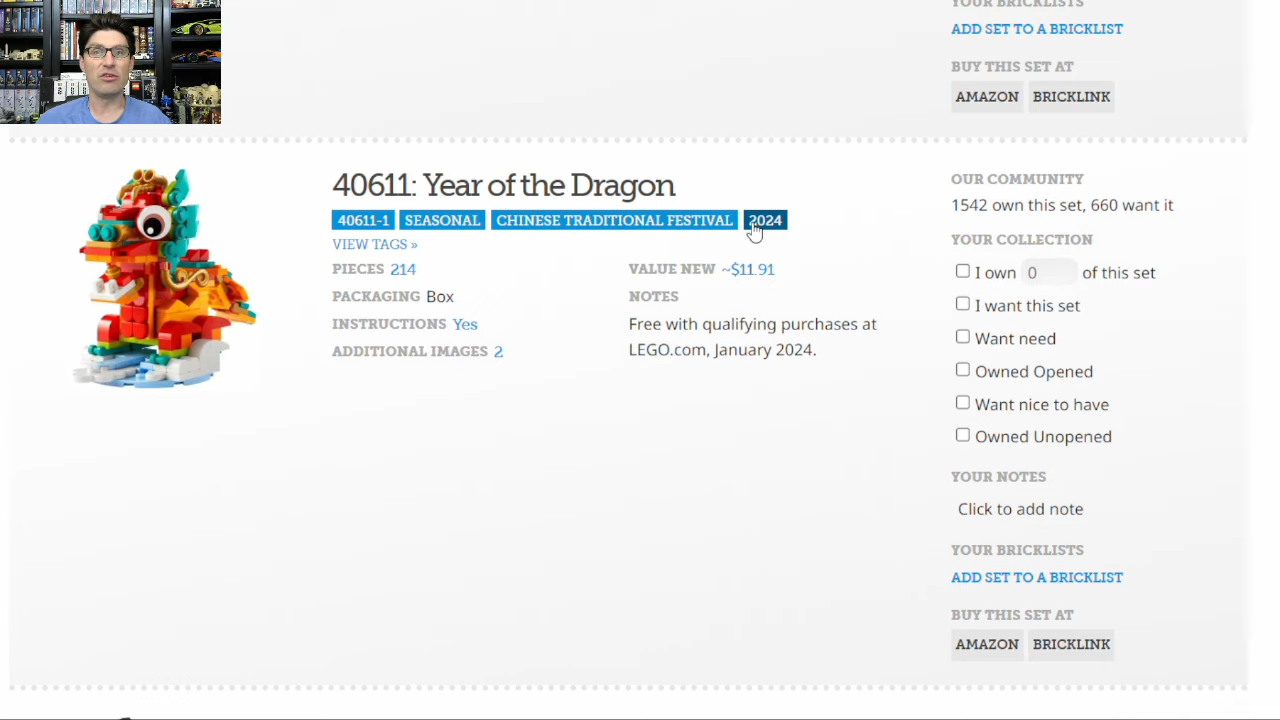 YOUR BRICKLISTS
ADD SET TO A BRICKLIST
BUY THIS SET AT
AMAZON BRICKLINK
40611: Year of the Dragon
40611-1 SEASONAL CHINESE TRADITIONAL FESTIVAL 2024
VIEW TAGS »
PIECES 214
PACKAGING Box
INSTRUCTIONS Yes
ADDITIONAL IMAGES 2
VALUE NEW ~$11.91
NOTES
Free with qualifying purchases at
LEGO.com, January 2024.
OUR COMMUNITY
1542 own this set, 660 want it
YOUR COLLECTION
I own 0 of this set
I want this set
Want need
Owned Opened
Want nice to have
Owned Unopened
YOUR NOTES
Click to add note
YOUR BRICKLISTS
ADD SET TO A BRICKLIST
BUY THIS SET AT
AMAZON BRICKLINK